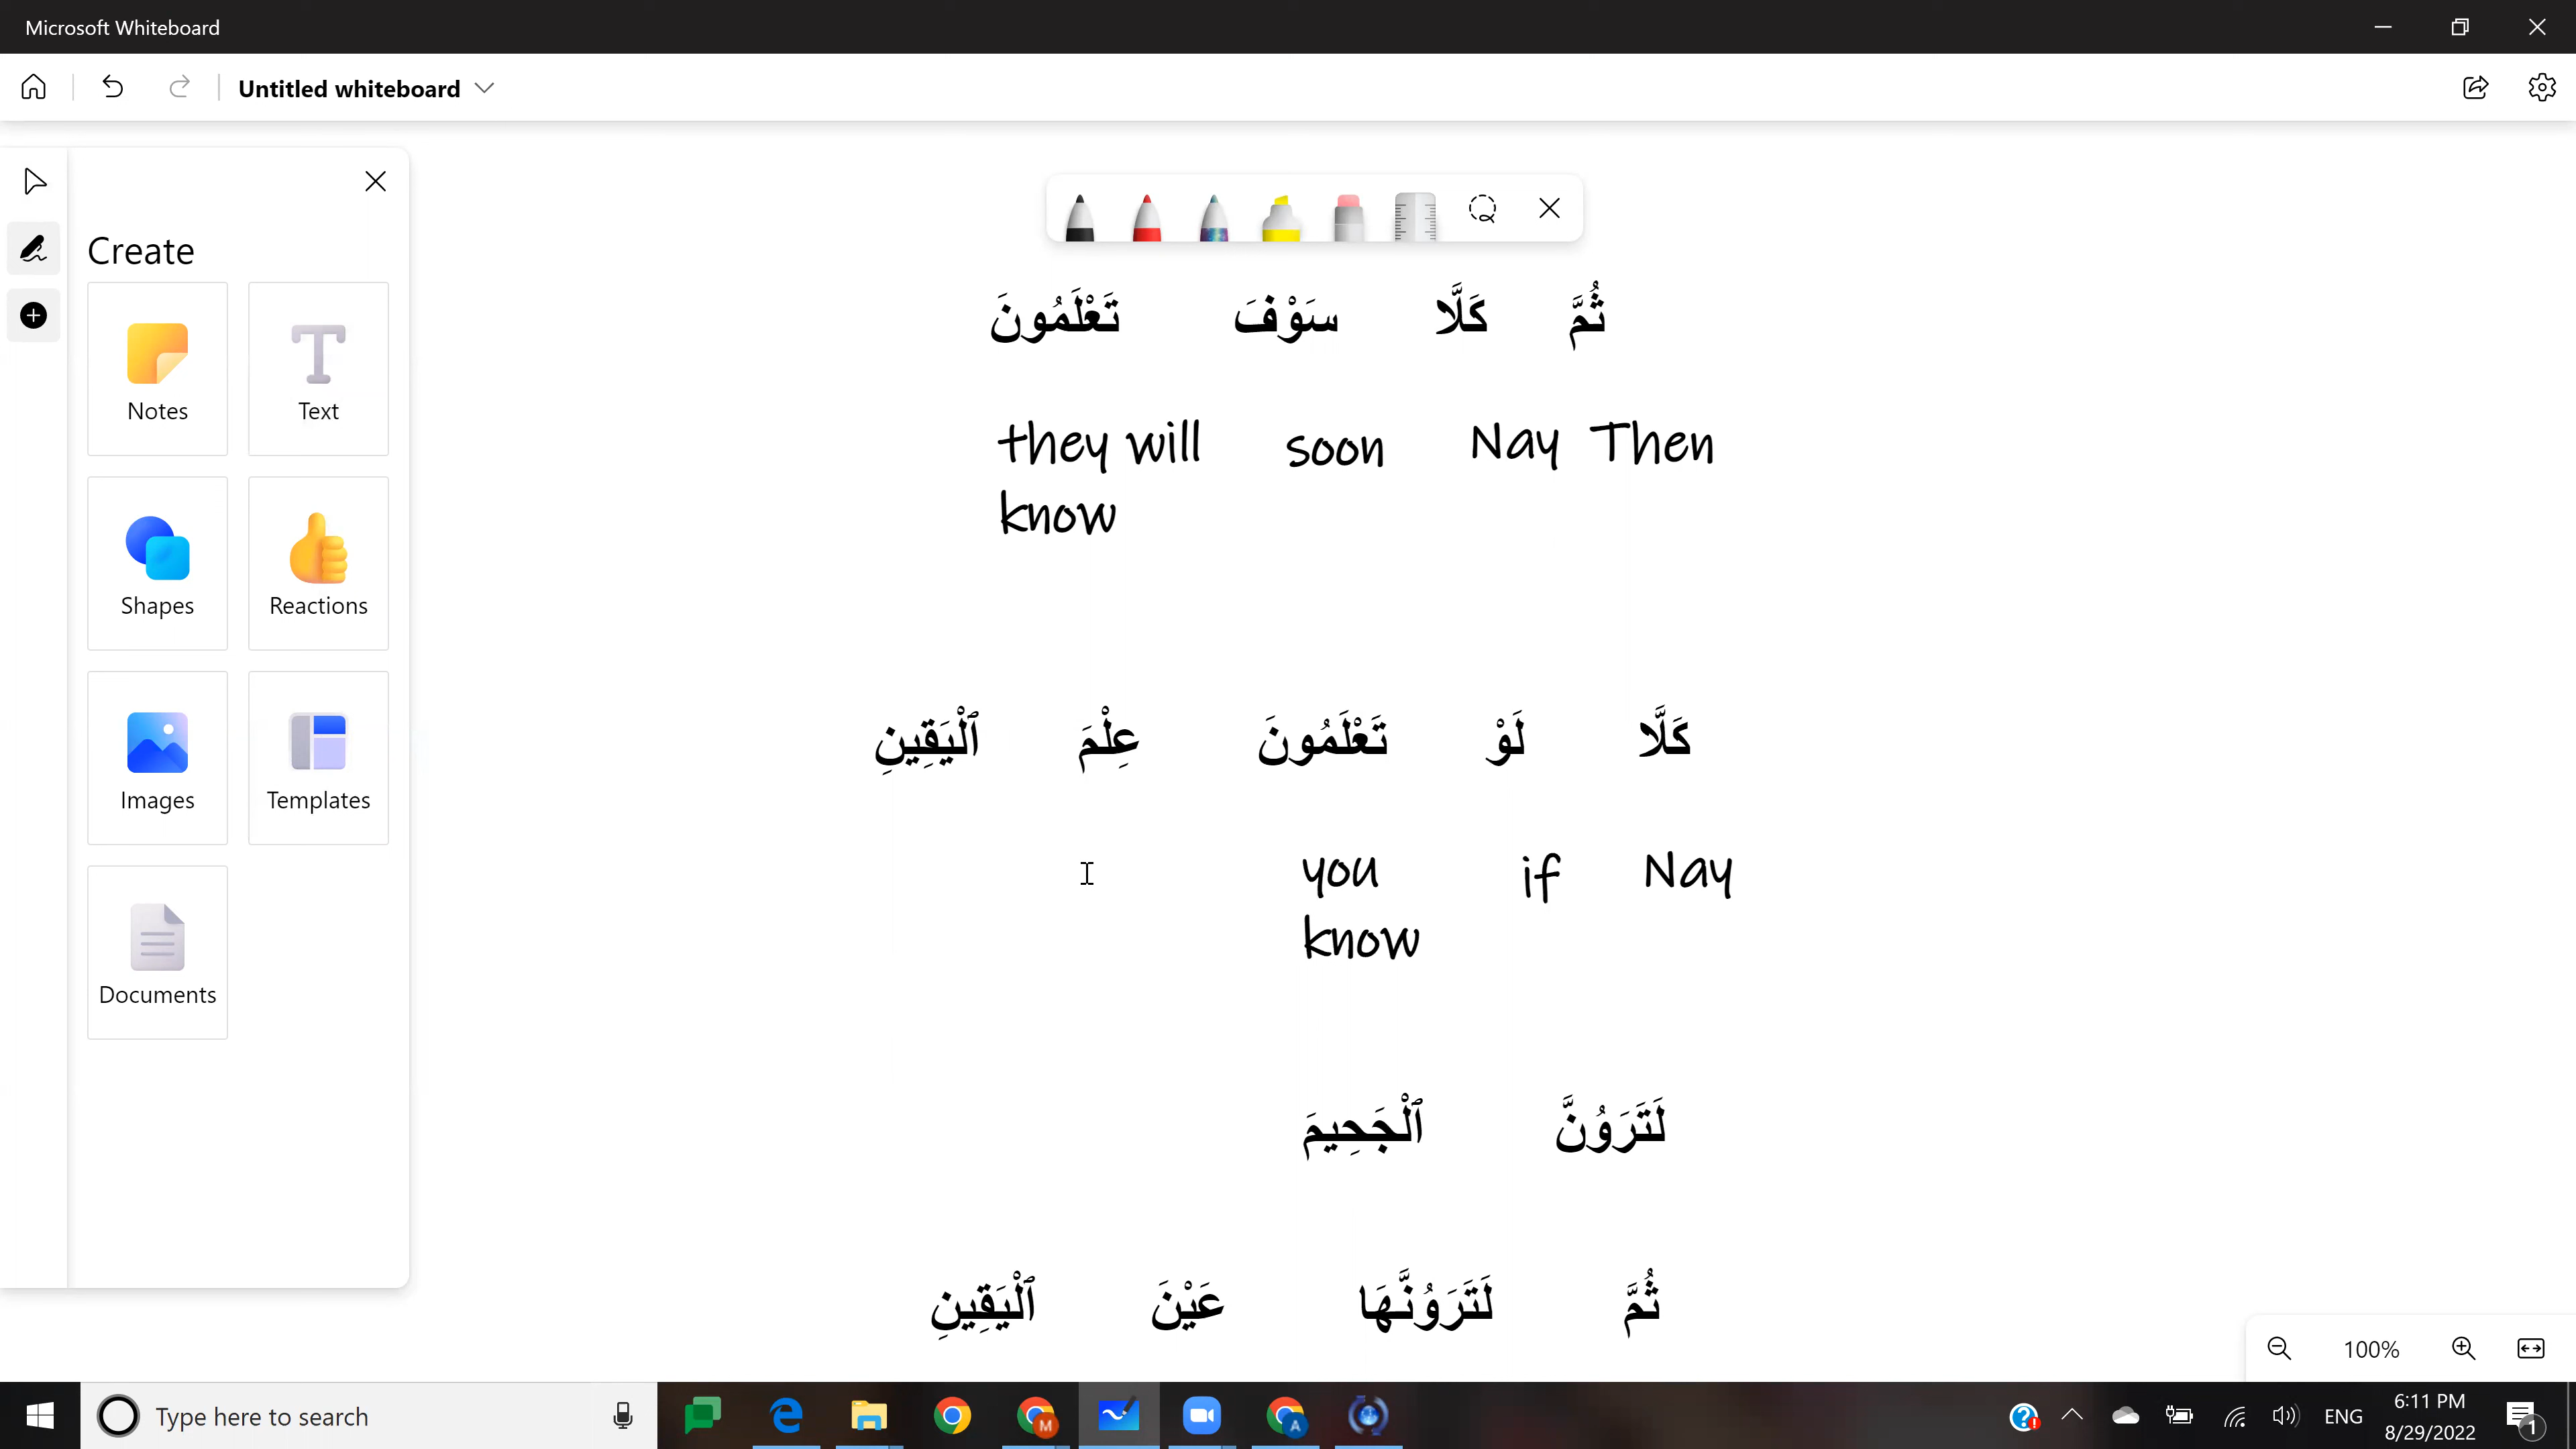 Microsoft Whiteboard
Untitled whiteboard
Create
Notes
Text
Shapes
Reactions
Images
Templates
Documents
ثُمَّ كَلَّا سَوْفَ تَعْلَمُونَ
they will soon Nay Then
know
كَلَّا لَوْ تَعْلَمُونَ عِلْمَ ٱلْيَقِينِ
you if Nay
know
لَتَرَوُنَّ ٱلْجَحِيمَ
ثُمَّ لَتَرَوُنَّهَا عَيْنَ ٱلْيَقِينِ
100%
Type here to search
M
A
ENG
6:11 PM
8/29/2022
1